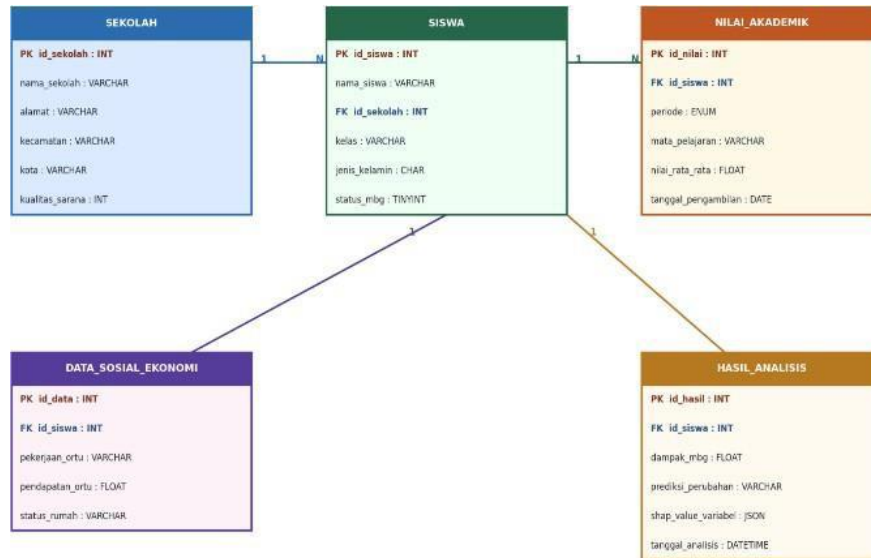 SEKOLAH
PK id_sekolah : INT
nama_sekolah : VARCHAR
alamat : VARCHAR
kecamatan : VARCHAR
kota : VARCHAR
kualitas_sarana : INT
1
N
SISWA
PK id_siswa : INT
nama_siswa : VARCHAR
FK id_sekolah : INT
kelas : VARCHAR
jenis_kelamin : CHAR
status_mbg : TINYINT
1
N
NILAI_AKADEMIK
PK id_nilai : INT
FK id_siswa : INT
periode : ENUM
mata_pelajaran : VARCHAR
nilai_rata_rata : FLOAT
tanggal_pengambilan : DATE
1
1
DATA_SOSIAL_EKONOMI
PK id_data : INT
FK id_siswa : INT
pekerjaan_ortu : VARCHAR
pendapatan_ortu : FLOAT
status_rumah : VARCHAR
HASIL_ANALISIS
PK id_hasil : INT
FK id_siswa : INT
dampak_mbg : FLOAT
prediksi_perubahan : VARCHAR
shap_value_variabel : JSON
tanggal_analisis : DATETIME